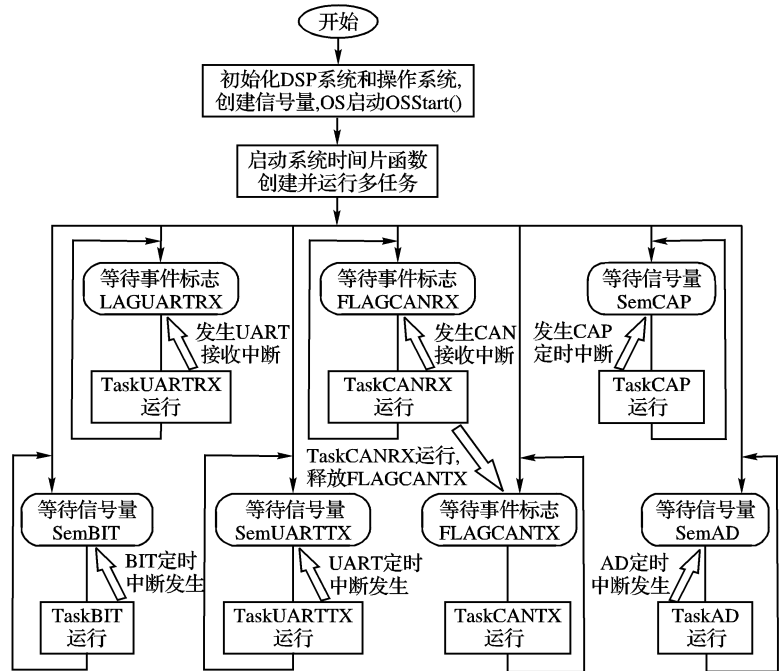 开始
初始化DSP系统和操作系统,
创建信号量,OS启动OSStart()
启动系统时间片函数
创建并运行多任务
等待事件标志
LAGUARTRX
等待事件标志
FLAGCANRX
等待信号量
SemCAP
发生UART
接收中断
发生CAN
接收中断
发生CAP
定时中断
TaskUARTRX
运行
TaskCANRX
运行
TaskCAP
运行
TaskCANRX运行,
释放FLAGCANTX
等待信号量
SemBIT
等待信号量
SemUARTTX
等待事件标志
FLAGCANTX
等待信号量
SemAD
BIT定时
中断发生
UART定时
中断发生
AD定时
中断发生
TaskBIT
运行
TaskUARTTX
运行
TaskCANTX
运行
TaskAD
运行